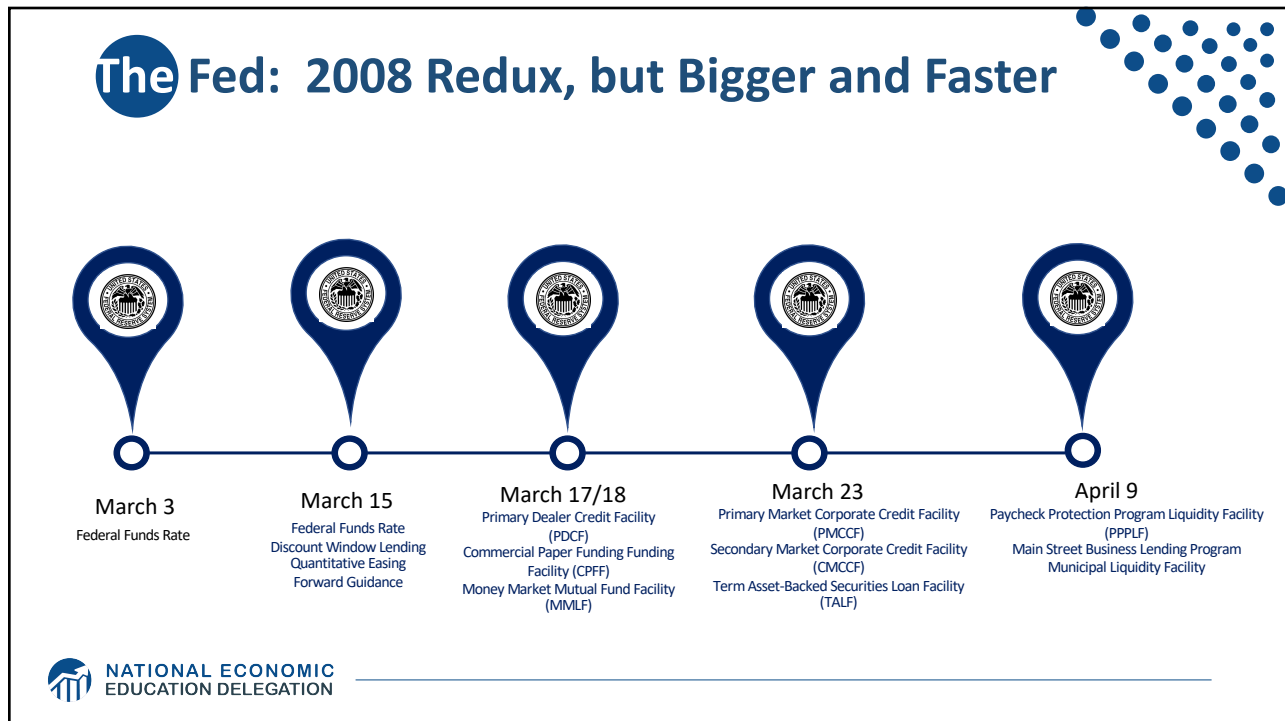 The Fed: 2008 Redux, but Bigger and Faster
March 3
Federal Funds Rate
March 15
Federal Funds Rate
Discount Window Lending
Quantitative Easing
Forward Guidance
March 17/18
Primary Dealer Credit Facility
(PDCF)
Commercial Paper Funding Funding
Facility (CPFF)
Money Market Mutual Fund Facility
(MMLF)
March 23
Primary Market Corporate Credit Facility
(PMCCF)
Secondary Market Corporate Credit Facility
(CMCCF)
Term Asset-Backed Securities Loan Facility
(TALF)
April 9
Paycheck Protection Program Liquidity Facility
(PPPLF)
Main Street Business Lending Program
Municipal Liquidity Facility
NATIONAL ECONOMIC
EDUCATION DELEGATION